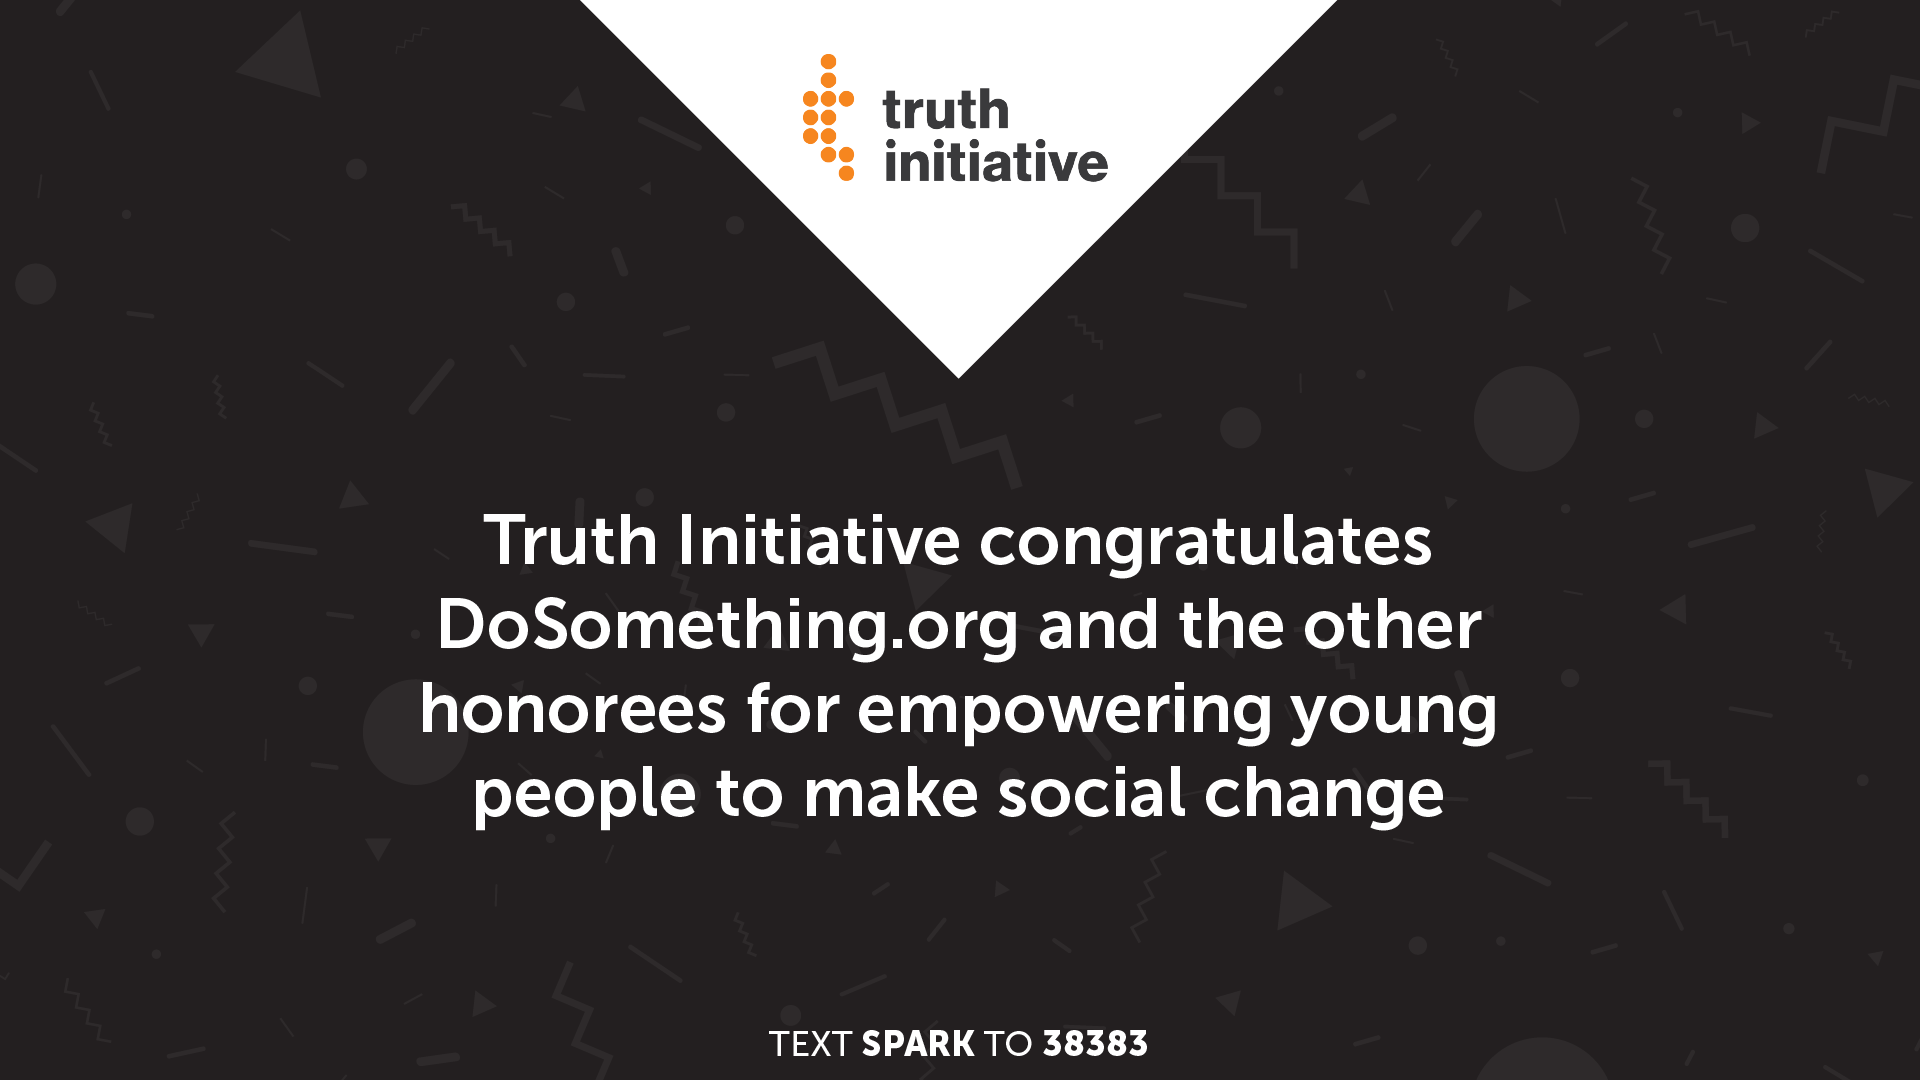 truth
initiative
Truth Initiative congratulates
DoSomething.org and the other
honorees for empowering young
people to make social change
TEXT SPARK TO 38383